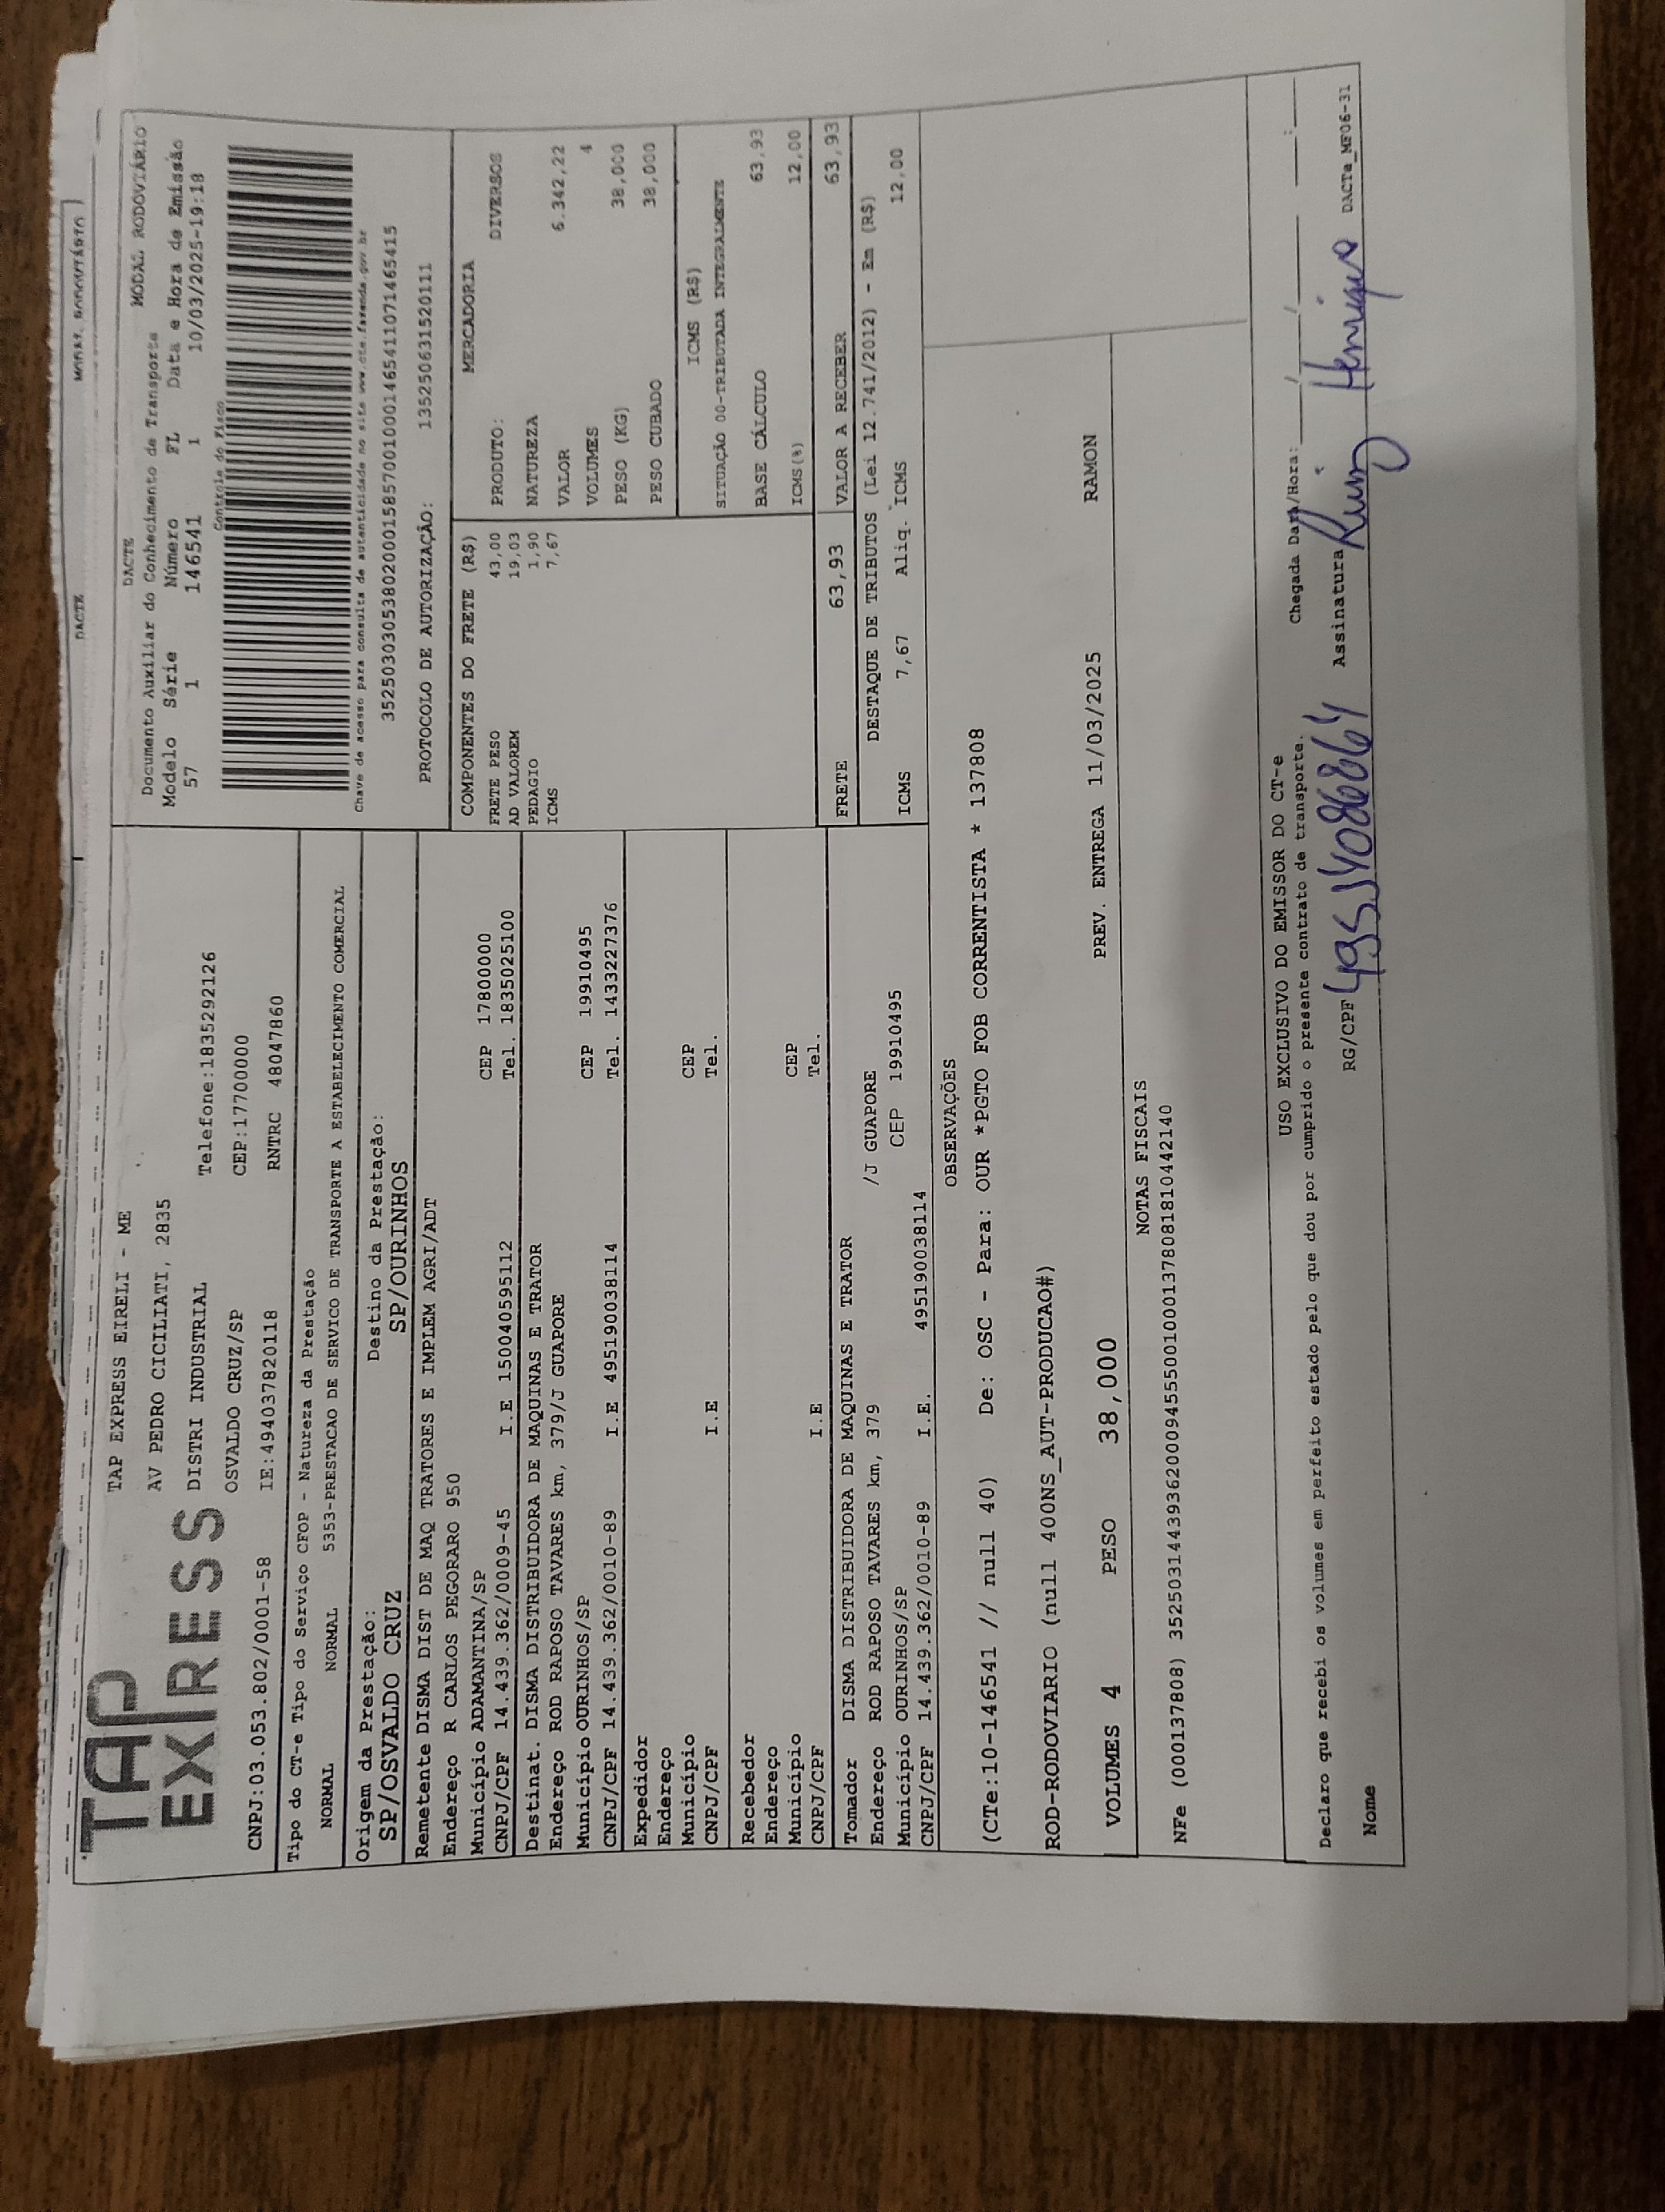 DACTE
TAP EXPRESS
TAP EXPRESS EIRELI - ME
AV PEDRO CICILIATI, 2835
DISTRI INDUSTRIAL Telefone:1835292126
OSVALDO CRUZ/SP CEP:17700000
CNPJ:03.053.802/0001-58 IE:494037820118 RNTRC 48047860
DACTE MODAL RODOVIÁRIO
Documento Auxiliar do Conhecimento de Transporte
Modelo Série Número FL Data e Hora de Emissão
57 1 146541 1 10/03/2025-19:18
Controle do Fisco
Chave de acesso para consulta de autenticidade no site www.cte.fazenda.gov.br
35250303053802000158570010001465411071465415
PROTOCOLO DE AUTORIZAÇÃO: 135250631520111
Tipo do CT-e Tipo do Serviço CFOP - Natureza da Prestação
NORMAL NORMAL 5353-PRESTACAO DE SERVICO DE TRANSPORTE A ESTABELECIMENTO COMERCIAL
Origem da Prestação: Destino da Prestação:
SP/OSVALDO CRUZ SP/OURINHOS
Remetente DISMA DIST DE MAQ TRATORES E IMPLEM AGRI/ADT
Endereço R CARLOS PEGORARO 950
Município ADAMANTINA/SP CEP 17800000
CNPJ/CPF 14.439.362/0009-45 I.E 150040595112 Tel. 1835025100
Destinat. DISMA DISTRIBUIDORA DE MAQUINAS E TRATOR
Endereço ROD RAPOSO TAVARES km, 379/J GUAPORE
Município OURINHOS/SP CEP 19910495
CNPJ/CPF 14.439.362/0010-89 I.E 495190038114 Tel. 1433227376
Expedidor
Endereço
Município CEP
CNPJ/CPF I.E Tel.
Recebedor
Endereço
Município CEP
CNPJ/CPF I.E Tel.
Tomador DISMA DISTRIBUIDORA DE MAQUINAS E TRATOR
Endereço ROD RAPOSO TAVARES km, 379 /J GUAPORE
Município OURINHOS/SP CEP 19910495
CNPJ/CPF 14.439.362/0010-89 I.E. 495190038114
COMPONENTES DO FRETE (R$)
FRETE PESO 43,00
AD VALOREM 19,03
PEDAGIO 1,90
ICMS 7,67
MERCADORIA
PRODUTO: DIVERSOS
NATUREZA
VALOR 6.342,22
VOLUMES 4
PESO (KG) 38,000
PESO CUBADO 38,000
ICMS (R$)
SITUAÇÃO 00-TRIBUTADA INTEGRALMENTE
BASE CÁLCULO 63,93
ICMS(%) 12,00
FRETE 63,93 VALOR A RECEBER 63,93
DESTAQUE DE TRIBUTOS (Lei 12.741/2012) - Em (R$)
ICMS 7,67 Aliq. ICMS 12,00
OBSERVAÇÕES
(CTe:10-146541 // null 40) De: OSC - Para: OUR *PGTO FOB CORRENTISTA * 137808
ROD-RODOVIARIO (null 400NS_AUT-PRODUCAO#)
VOLUMES 4 PESO 38,000 PREV. ENTREGA 11/03/2025 RAMON
NOTAS FISCAIS
NFe (000137808) 35250314439362000945550010001378081810442140
USO EXCLUSIVO DO EMISSOR DO CT-e
Declaro que recebi os volumes em perfeito estado pelo que dou por cumprido o presente contrato de transporte. Chegada Data/Hora: ____/____/____ ___:___
Nome RG/CPF Assinatura Henrique DACTe_MF06-31